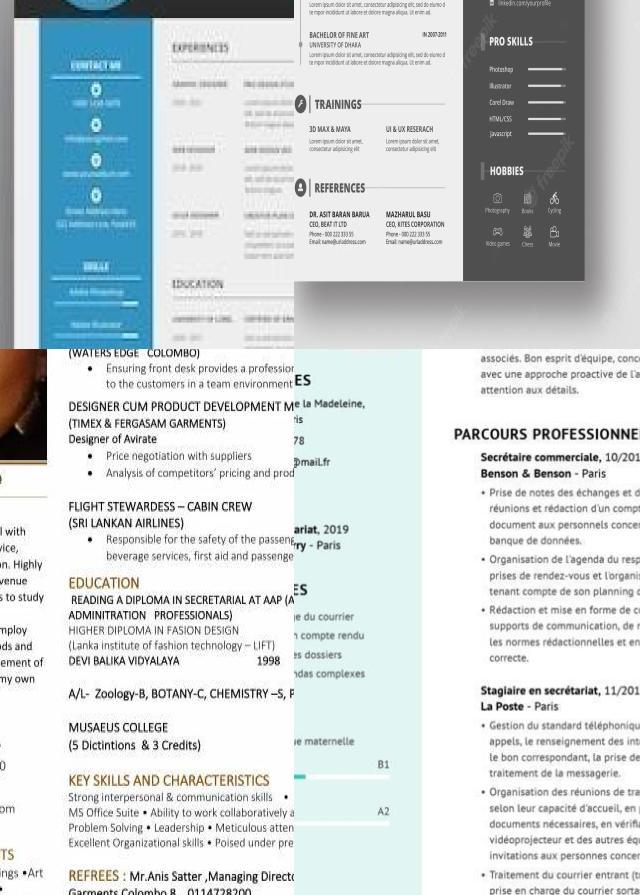 CONTACT ME
SKILLS
EXPERIENCES
EDUCATION
linkedin.com/yourprofile
Lorem ipsum dolor sit amet, consectetur adipiscing elit, sed do eiusmod
te mpor incididunt ut labore et dolore magna aliqua. Ut enim ad.
BACHELOR OF FINE ART
IN 2007-2011
UNIVERSITY OF DHAKA
Lorem ipsum dolor sit amet, consectetur adipiscing elit, sed do eiusmod
te mpor incididunt ut labore et dolore magna aliqua. Ut enim ad.
TRAININGS
3D MAX & MAYA
UI & UX RESERACH
Lorem ipsum dolor sit amet,
consectetur adipiscing elit
Lorem ipsum dolor sit amet,
consectetur adipiscing elit
REFERENCES
DR. ASIT BARAN BARUA
CEO, BEAT IT LTD
Phone - 000 222 333 55
Email: name@urladdress.com
MAZHARUL BASU
CEO, KITES CORPORATION
Phone - 000 222 333 55
Email: name@urladdress.com
PRO SKILLS
Photoshop
Illustrator
Corel Draw
HTML/CSS
Javascript
HOBBIES
Photography
Books
Cycling
Video games
Chess
Movie
freepik
l with
vice,
n. Highly
venue
s to study
mploy
ods and
ement of
my own
0
om
TS
ings •Art
(WATERS EDGE COLOMBO)
• Ensuring front desk provides a profession
to the customers in a team environment
DESIGNER CUM PRODUCT DEVELOPMENT M
(TIMEX & FERGASAM GARMENTS)
Designer of Avirate
• Price negotiation with suppliers
• Analysis of competitors' pricing and prod
FLIGHT STEWARDESS – CABIN CREW
(SRI LANKAN AIRLINES)
• Responsible for the safety of the passeng
beverage services, first aid and passenge
EDUCATION
READING A DIPLOMA IN SECRETARIAL AT AAP (A
ADMINITRATION PROFESSIONALS)
HIGHER DIPLOMA IN FASION DESIGN
(Lanka institute of fashion technology – LIFT)
DEVI BALIKA VIDYALAYA 1998
A/L- Zoology-B, BOTANY-C, CHEMISTRY –S, P
MUSAEUS COLLEGE
(5 Dictintions & 3 Credits)
KEY SKILLS AND CHARACTERISTICS
Strong interpersonal & communication skills •
MS Office Suite • Ability to work collaboratively a
Problem Solving • Leadership • Meticulous atten
Excellent Organizational skills • Poised under pre
REFREES : Mr.Anis Satter ,Managing Directo
Garments Colombo 8 0114728200
ES
e la Madeleine,
ris
78
@mail.fr
ariat, 2019
rry - Paris
ES
e du courrier
n compte rendu
s dossiers
ndas complexes
ue maternelle
B1
A2
associés. Bon esprit d'équipe, conc
avec une approche proactive de l'a
attention aux détails.
PARCOURS PROFESSIONNE
Secrétaire commerciale, 10/201
Benson & Benson - Paris
• Prise de notes des échanges et d
réunions et rédaction d'un compt
document aux personnels concer
banque de données.
• Organisation de l'agenda du resp
prises de rendez-vous et l'organis
tenant compte de son planning d
• Rédaction et mise en forme de co
supports de communication, de n
les normes rédactionnelles et en
correcte.
Stagiaire en secrétariat, 11/201
La Poste - Paris
• Gestion du standard téléphoniqu
appels, le renseignement des inte
le bon correspondant, la prise de
traitement de la messagerie.
• Organisation des réunions de tra
selon leur capacité d'accueil, en p
documents nécessaires, en vérifia
vidéoprojecteur et des autres équ
invitations aux personnes concer
• Traitement du courrier entrant (t
prise en charge du courrier sorta